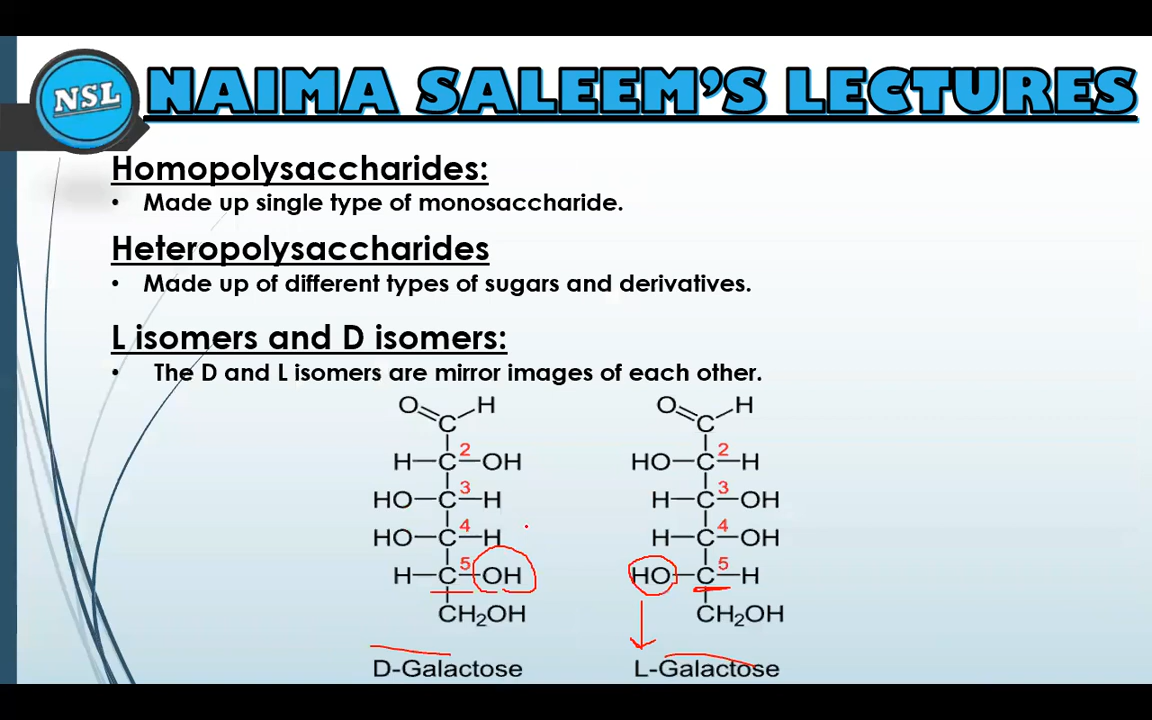 NSL
NAIMA SALEEM'S LECTURES
Homopolysaccharides:
• Made up single type of monosaccharide.
Heteropolysaccharides
• Made up of different types of sugars and derivatives.
L isomers and D isomers:
• The D and L isomers are mirror images of each other.
O H O H
C C
2 2
H C OH HO C H
3 3
HO C H H C OH
4 4
HO C H H C OH
5 5
H C OH HO C H
CH2OH CH2OH
D-Galactose L-Galactose